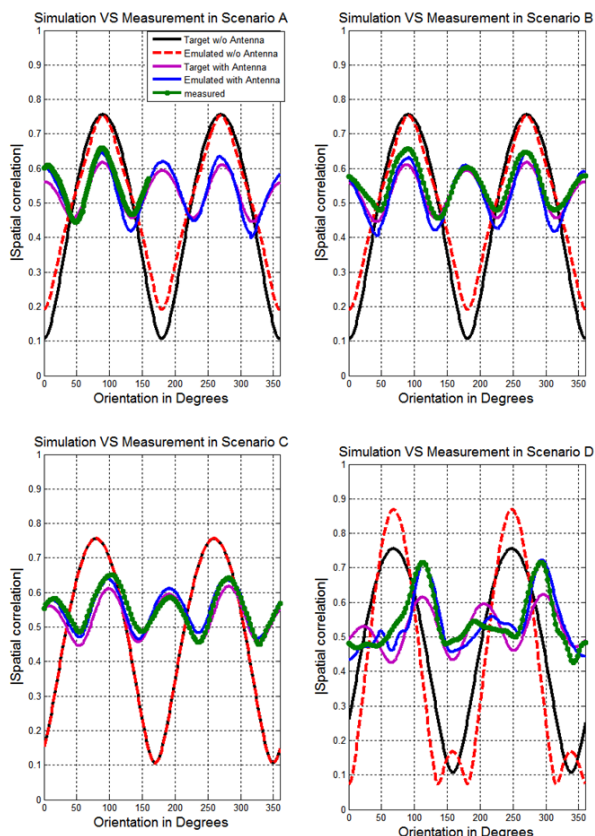 Simulation VS Measurement in Scenario A
|Spatial correlation|
1
0.9
0.8
0.7
0.6
0.5
0.4
0.3
0.2
0.1
0
0 50 100 150 200 250 300 350
Orientation in Degrees
Target w/o Antenna
Emulated w/o Antenna
Target with Antenna
Emulated with Antenna
measured
Simulation VS Measurement in Scenario B
|Spatial correlation|
1
0.9
0.8
0.7
0.6
0.5
0.4
0.3
0.2
0.1
0
0 50 100 150 200 250 300 350
Orientation in Degrees
Simulation VS Measurement in Scenario C
|Spatial correlation|
1
0.9
0.8
0.7
0.6
0.5
0.4
0.3
0.2
0.1
0
0 50 100 150 200 250 300 350
Orientation in Degrees
Simulation VS Measurement in Scenario D
|Spatial correlation|
1
0.9
0.8
0.7
0.6
0.5
0.4
0.3
0.2
0.1
0
0 50 100 150 200 250 300 350
Orientation in Degrees